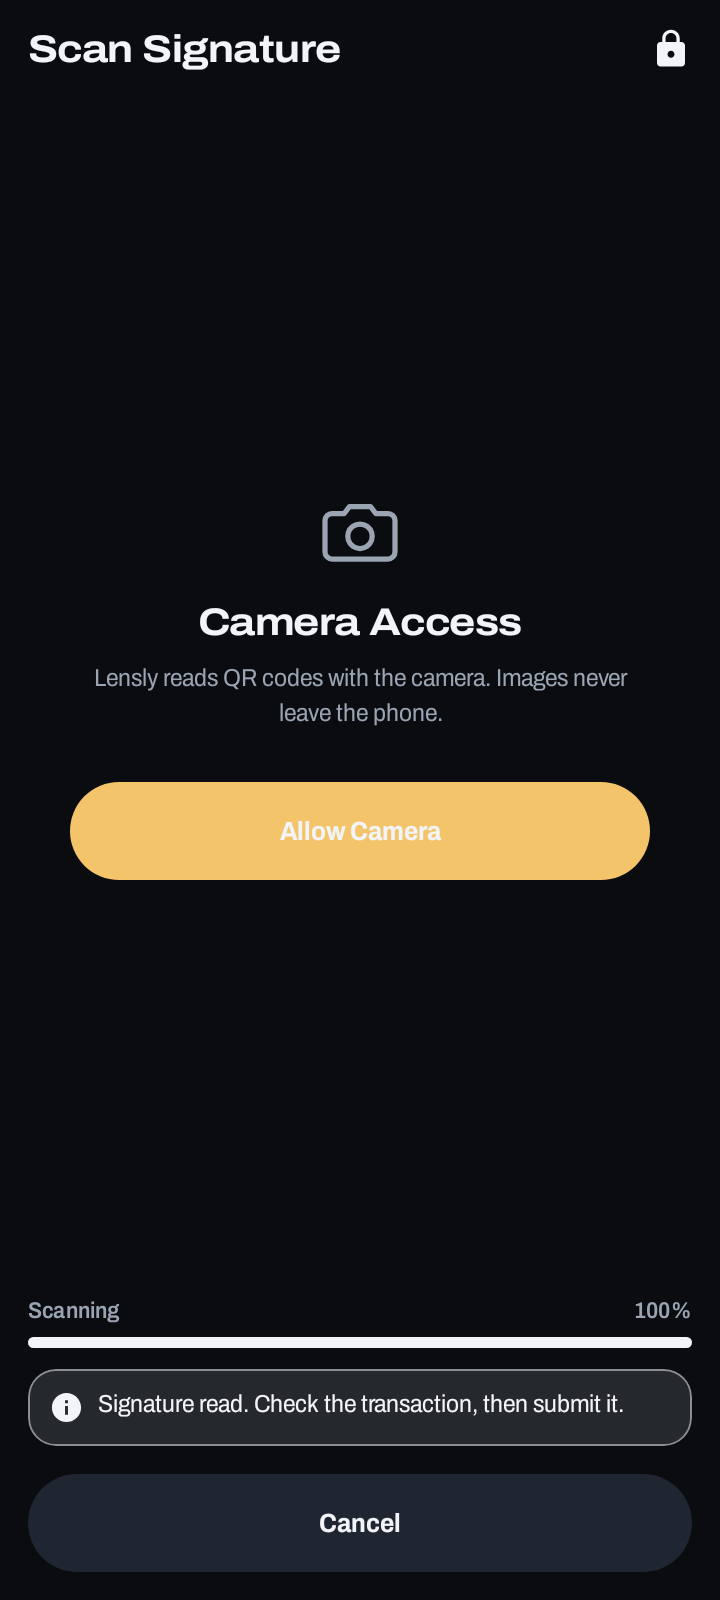 Scan Signature
Camera Access
Lensly reads QR codes with the camera. Images never
leave the phone.
Allow Camera
Scanning 100%
Signature read. Check the transaction, then submit it.
Cancel